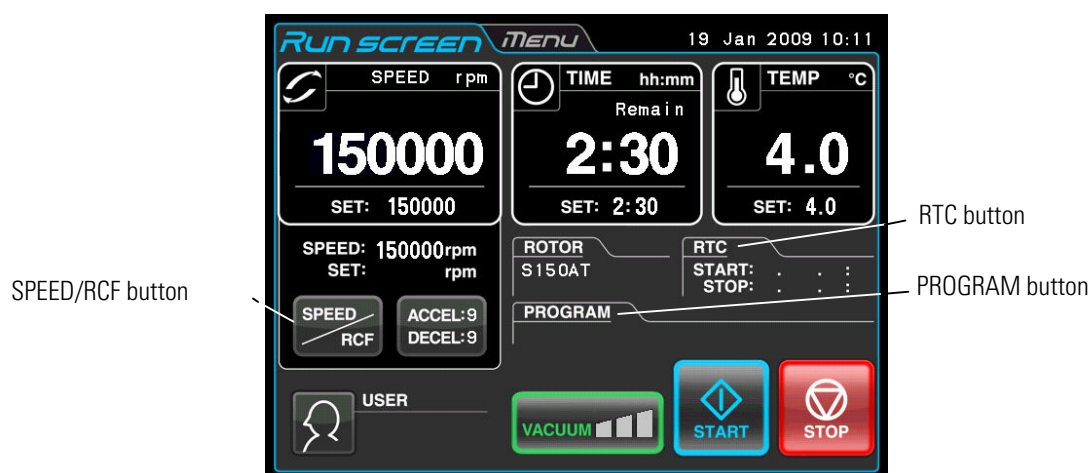 Run screen
Menu
19 Jan 2009 10:11
SPEED rpm
150000
SET: 150000
TIME hh:mm
Remain
2:30
SET: 2:30
TEMP °C
4.0
SET: 4.0
RTC button
SPEED: 150000rpm
SET: rpm
ROTOR
S150AT
RTC
START: . . :
STOP: . . :
SPEED/RCF button
PROGRAM button
SPEED
RCF
ACCEL:9
DECEL:9
PROGRAM
USER
VACUUM
START
STOP